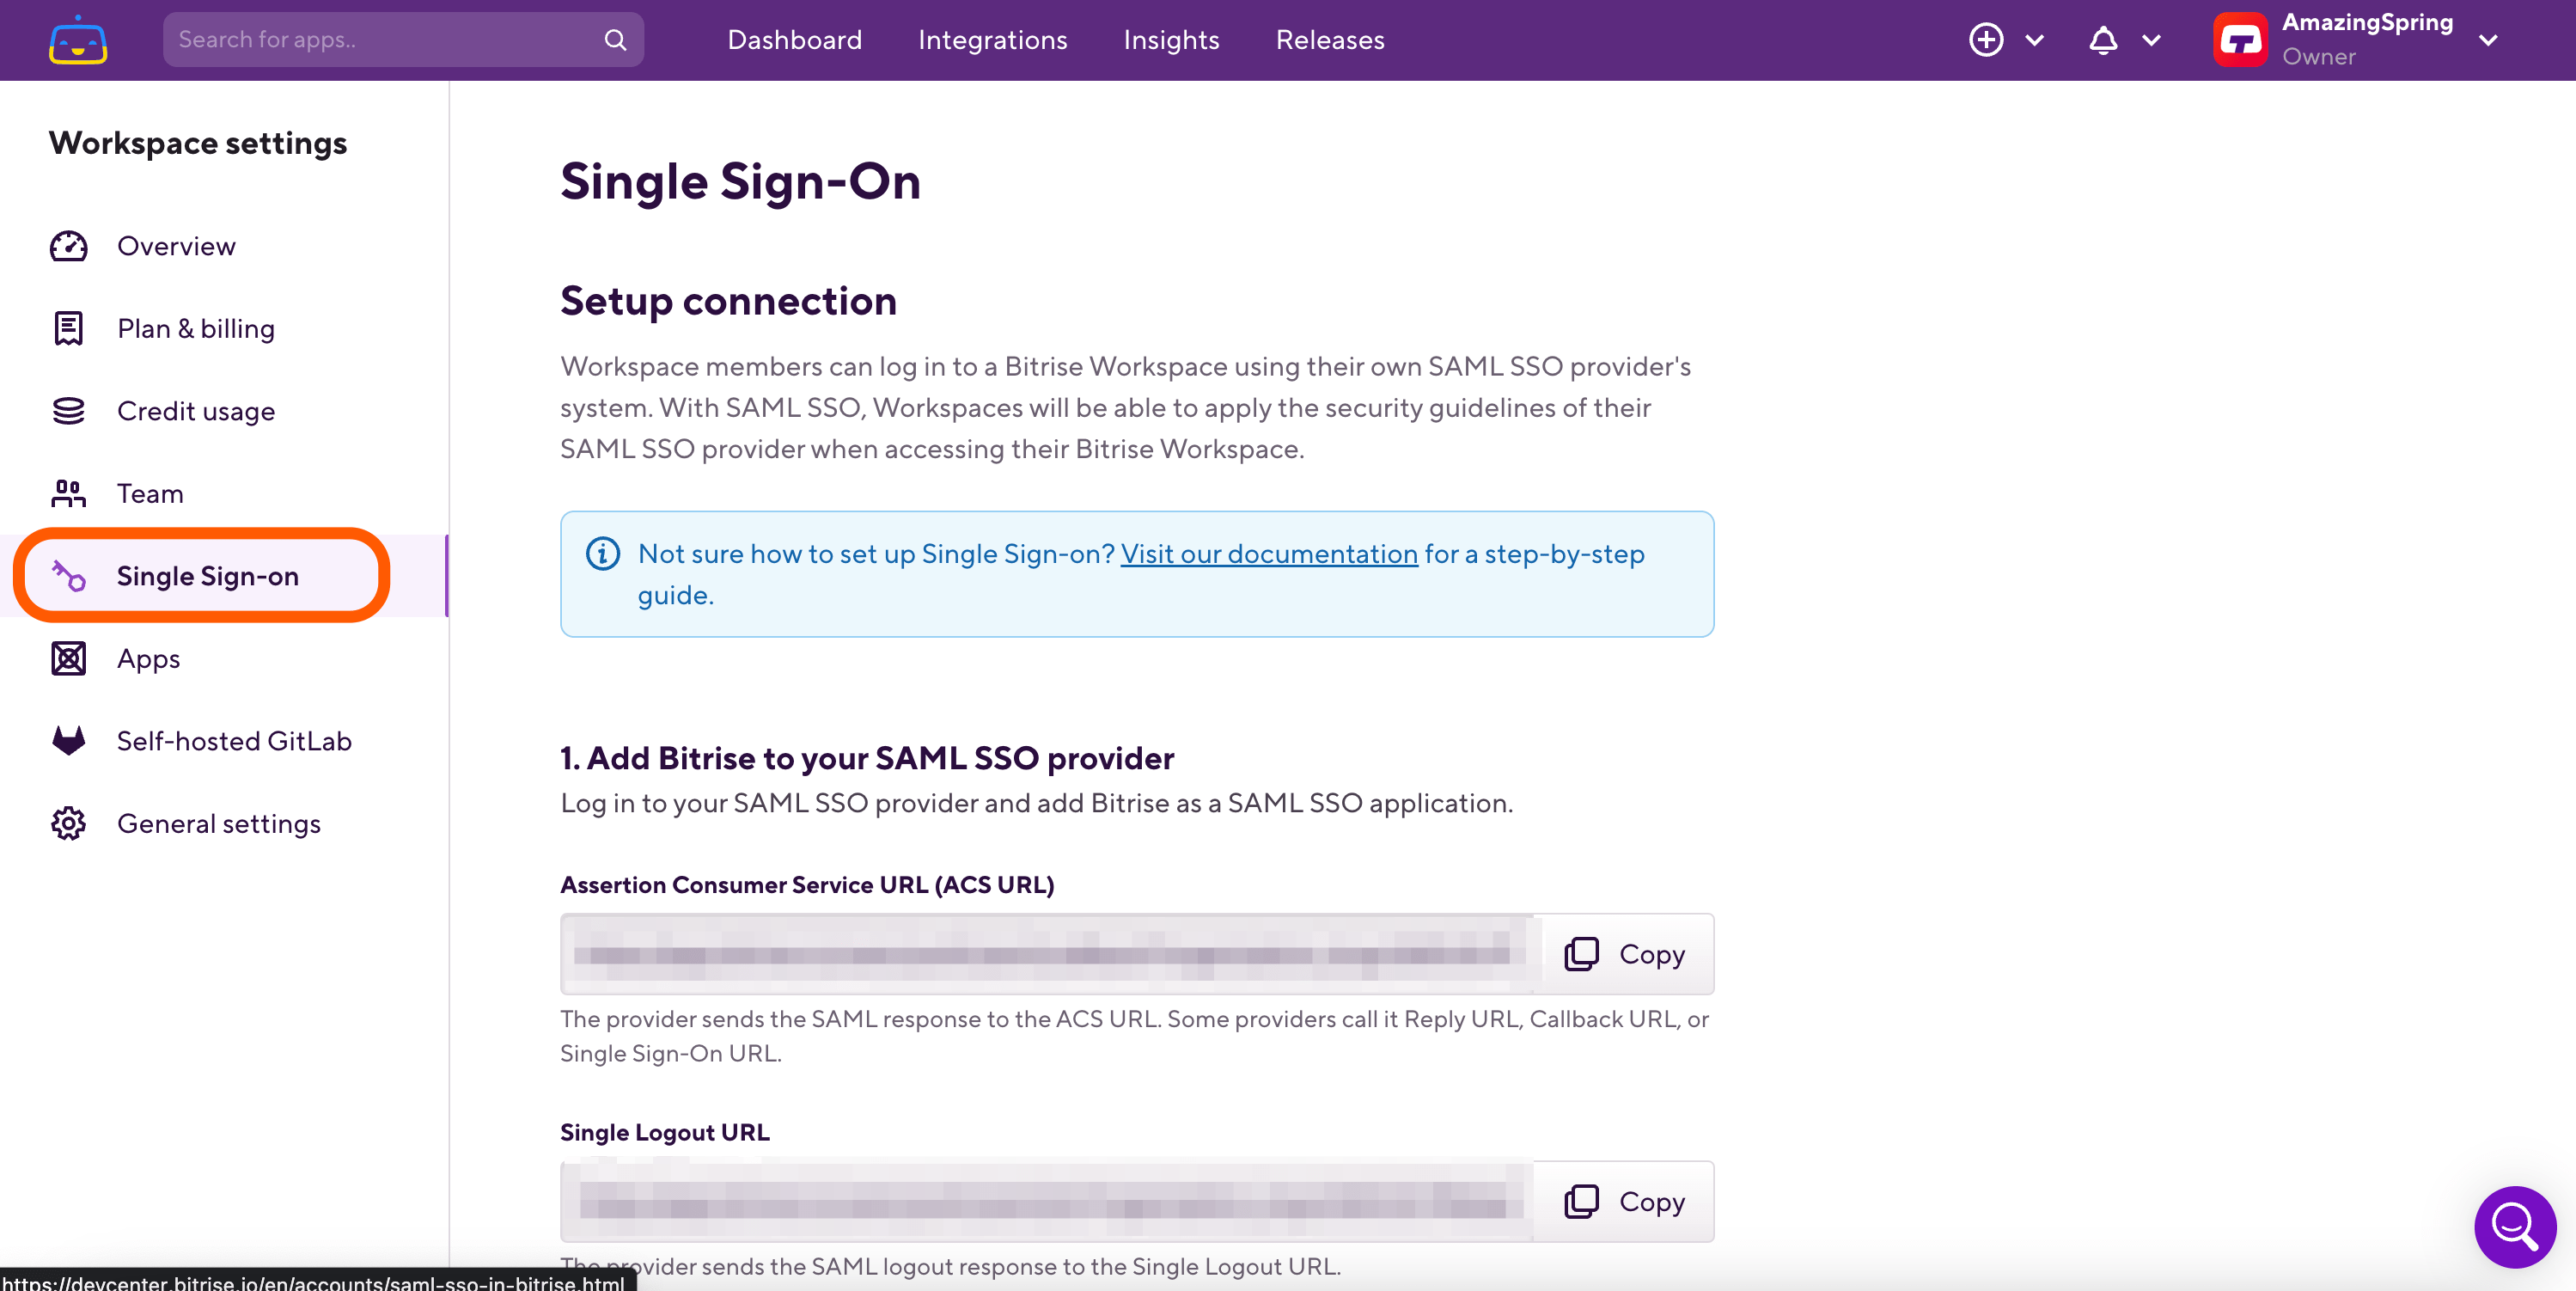 Search for apps..
Dashboard
Integrations
Insights
Releases
AmazingSpring
Owner
Workspace settings
Overview
Plan & billing
Credit usage
Team
Single Sign-on
Apps
Self-hosted GitLab
General settings
Single Sign-On
Setup connection
Workspace members can log in to a Bitrise Workspace using their own SAML SSO provider's
system. With SAML SSO, Workspaces will be able to apply the security guidelines of their
SAML SSO provider when accessing their Bitrise Workspace.
Not sure how to set up Single Sign-on? Visit our documentation for a step-by-step
guide.
1. Add Bitrise to your SAML SSO provider
Log in to your SAML SSO provider and add Bitrise as a SAML SSO application.
Assertion Consumer Service URL (ACS URL)
Copy
The provider sends the SAML response to the ACS URL. Some providers call it Reply URL, Callback URL, or
Single Sign-On URL.
Single Logout URL
Copy
The provider sends the SAML logout response to the Single Logout URL.
https://devcenter.bitrise.io/en/accounts/saml-sso-in-bitrise.html